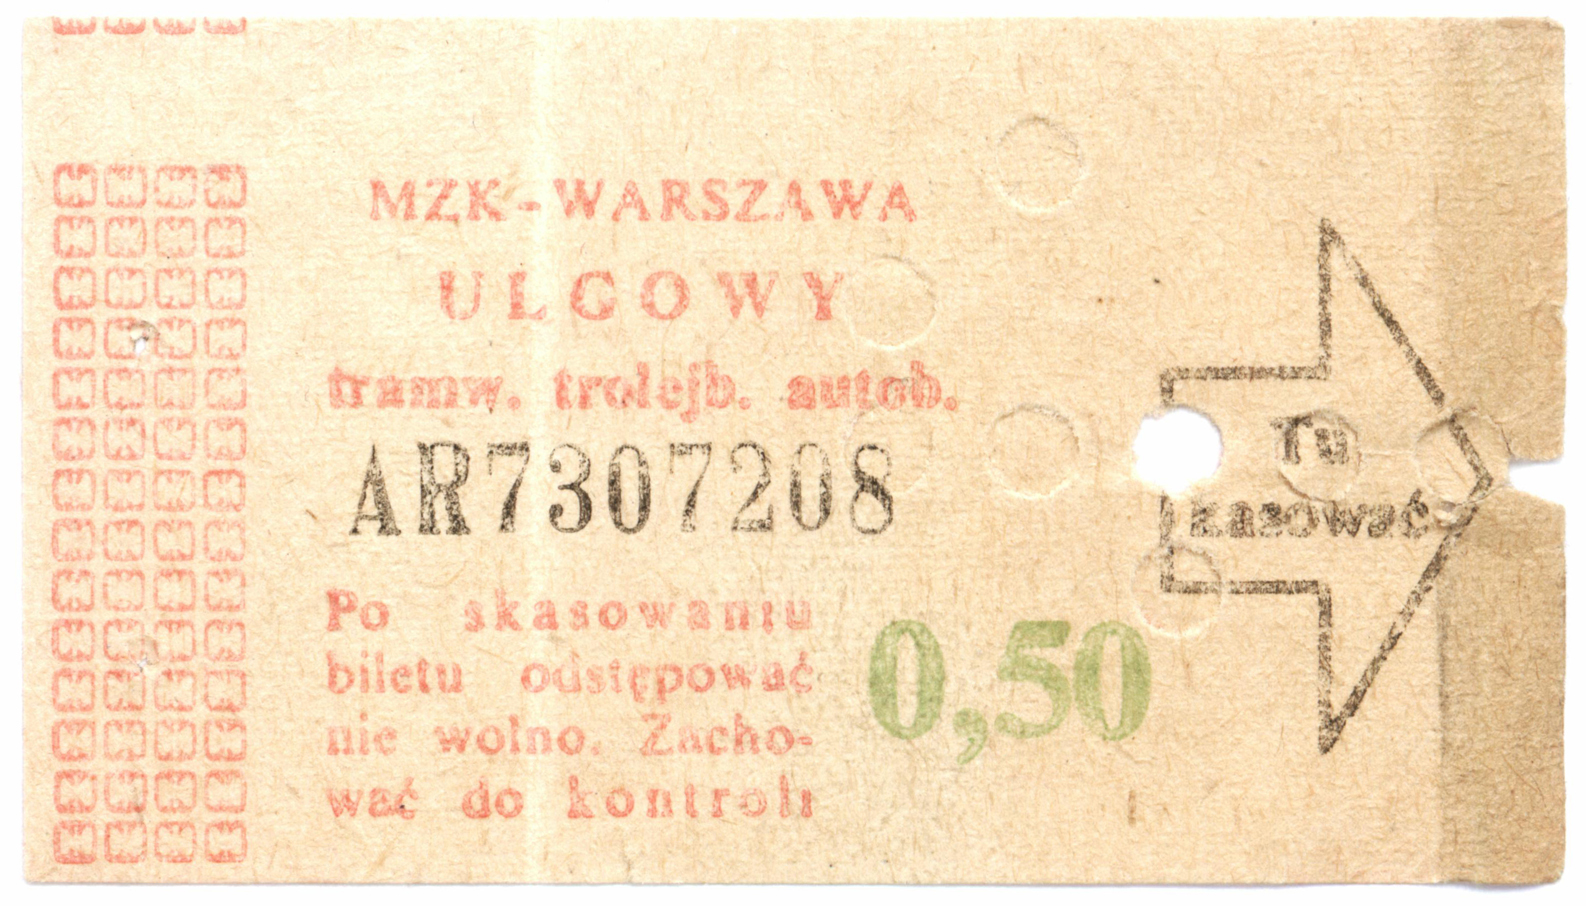 MZK-WARSZAWA
ULGOWY
tramw. trolejb. autob.
AR7307208
Po skasowaniu
biletu odstępować
nie wolno. Zacho-
wać do kontroli
0,50
Tu
kasować